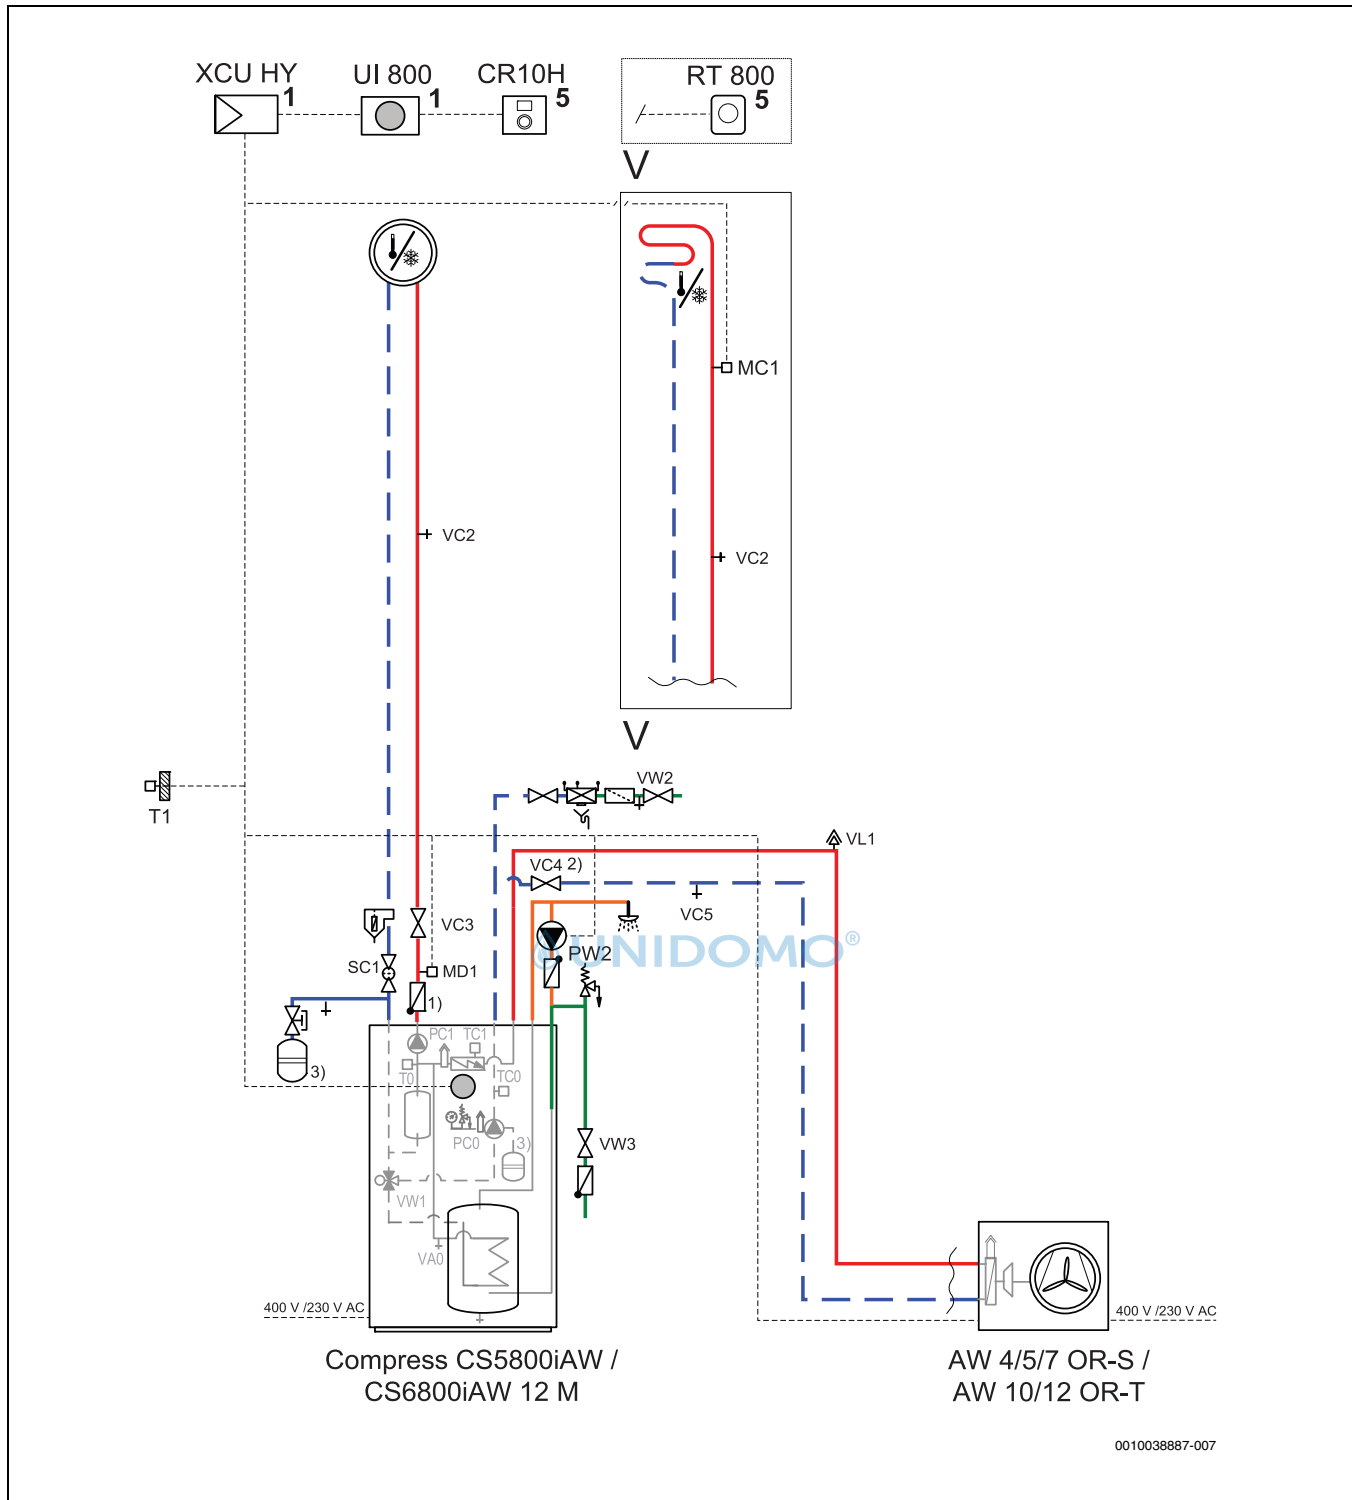 XCU HY
1
UI 800
1
CR10H
5
RT 800
5
V
MC1
VC2
VC2
V
T1
VW2
VL1
VC4 2)
VC5
VC3
SC1
MD1
PW2
UNIDOMO®
1)
3)
PC1
TC1
T0
TC0
PC0
3)
VW3
VW1
VA0
400 V /230 V AC
400 V /230 V AC
Compress CS5800iAW /
CS6800iAW 12 M
AW 4/5/7 OR-S /
AW 10/12 OR-T
0010038887-007